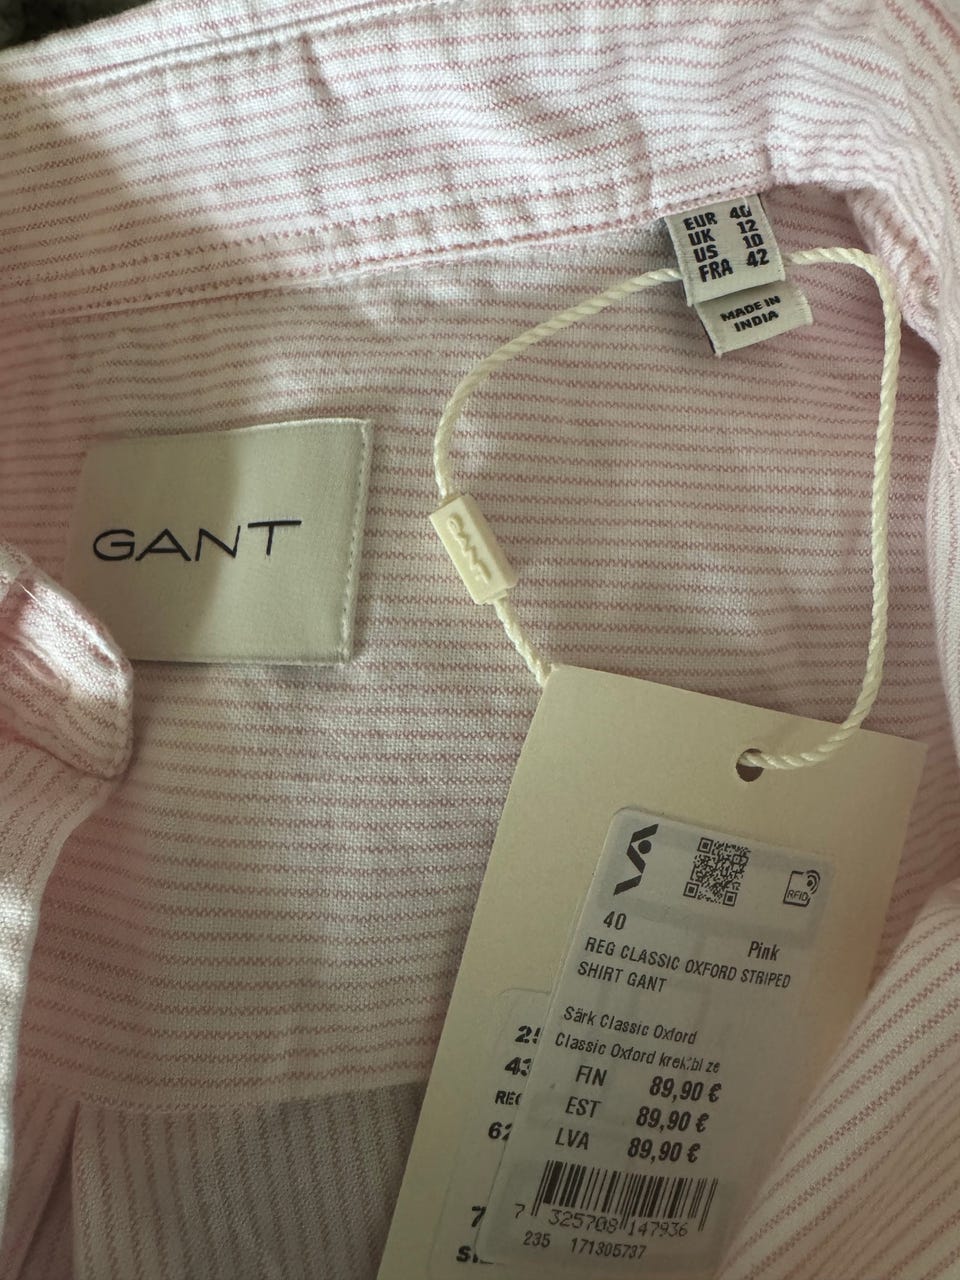 EUR 40
UK 12
US 10
FRA 42
MADE IN
INDIA
GANT
GANT
RFID
40
Pink
REG CLASSIC OXFORD STRIPED
SHIRT GANT
Särk Classic Oxford
Classic Oxford
FIN 89,90 €
EST 89,90 €
LVA 89,90 €
7 325708 147936
235 171305737